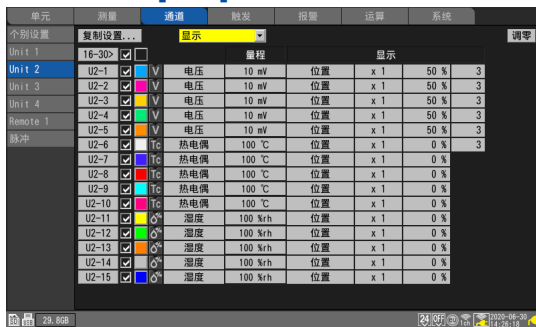 单元 测量 通道 触发 报警 运算 系统
个别设置 复制设置... 显示 调零
Unit 1 16-30> 量程 显示
Unit 2 U2-1 V 电压 10 mV 位置 x 1 50 % 3
U2-2 V 电压 10 mV 位置 x 1 50 % 3
Unit 3 U2-3 V 电压 10 mV 位置 x 1 50 % 3
Unit 4 U2-4 V 电压 10 mV 位置 x 1 50 % 3
Remote 1 U2-5 V 电压 10 mV 位置 x 1 50 % 3
脉冲 U2-6 Tc 热电偶 100 ℃ 位置 x 1 0 % 3
U2-7 Tc 热电偶 100 ℃ 位置 x 1 0 %
U2-8 Tc 热电偶 100 ℃ 位置 x 1 0 %
U2-9 Tc 热电偶 100 ℃ 位置 x 1 0 %
U2-10 Tc 热电偶 100 ℃ 位置 x 1 0 %
U2-11 湿度 100 %rh 位置 x 1 0 %
U2-12 湿度 100 %rh 位置 x 1 0 %
U2-13 湿度 100 %rh 位置 x 1 0 %
U2-14 湿度 100 %rh 位置 x 1 0 %
U2-15 湿度 100 %rh 位置 x 1 0 %
29.8GB 24 OFF 1ch 2020-06-30
14:26:18